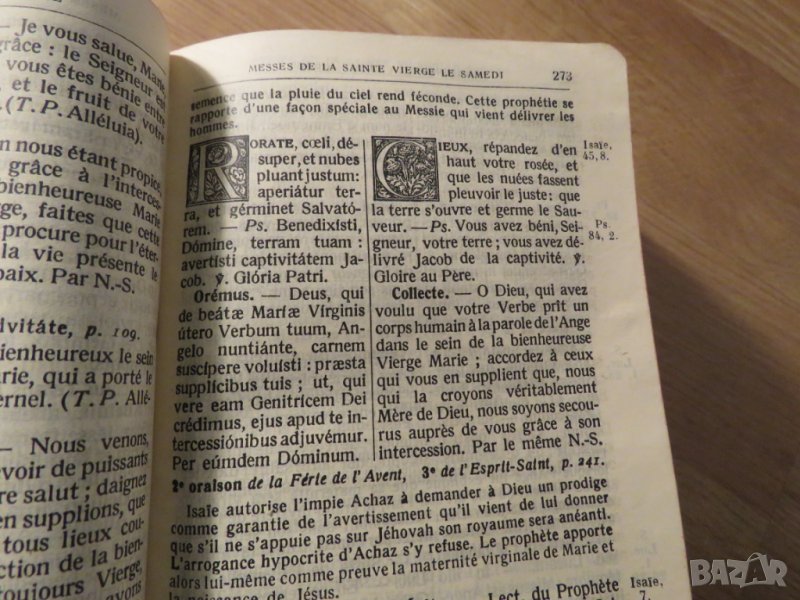 - Je vous salue, Marie,
grâce : le Seigneur est
vous êtes bénie entre
et le fruit de votre
(T. P. Alléluia).
nous étant propice,
grâce à l'interces-
bienheureuse Marie
faites que cette
procure pour l'éter-
la vie présente le
paix. Par N.-S.
p. 109.
bienheureux le sein
qui a porté le
(T. P. Allé-
— Nous venons,
de puissants
salut ; daignez
en supplions, que
tous lieux cou-
de la bien-
toujours Vierge,
MESSES DE LA SAINTE VIERGE LE SAMEDI 273
semence que la pluie du ciel rend féconde. Cette prophétie se
rapporte d'une façon spéciale au Messie qui vient délivrer les
hommes.
RORATE, cœli, dé-
super, et nubes
pluant justum:
aperiátur ter-
ra, et gérminet Salvató-
rem. — Ps. Benedixísti,
Dómine, terram tuam :
avertísti captivitátem Ja-
cob. ℣. Glória Patri.
Orémus. — Deus, qui
de beátæ Maríæ Vírginis
útero Verbum tuum, An-
gelo nuntiánte, carnem
suscípere voluísti : præsta
supplícibus tuis ; ut, qui
vere eam Genitrícem Dei
crédimus, ejus apud te in-
tercessiónibus adjuvémur.
Per eúmdem Dóminum.
CIEUX, répandez d'en
haut votre rosée, et
que les nuées fassent
pleuvoir le juste: que
la terre s'ouvre et germe le Sau-
veur. — Ps. Vous avez béni, Sei-
gneur, votre terre ; vous avez dé-
livré Jacob de la captivité. ℣.
Gloire au Père.
Isaïe,
45, 8.
Ps.
84, 2.
Collecte. — O Dieu, qui avez
voulu que votre Verbe prît un
corps humain à la parole de l'Ange
dans le sein de la bienheureuse
Vierge Marie ; accordez à ceux
qui vous en supplient que, nous
qui la croyons véritablement
Mère de Dieu, nous soyons secou-
rus auprès de vous grâce à son
intercession. Par le même N.-S.
2e oraison de la Férie de l'Avent, 3e de l'Esprit-Saint, p. 241.
Isaïe autorise l'impie Achaz à demander à Dieu un prodige
comme garantie de l'avertissement qu'il vient de lui donner
que s'il ne s'appuie pas sur Jéhovah son royaume sera anéanti.
L'arrogance hypocrite d'Achaz s'y refuse. Le prophète apporte
alors lui-même comme preuve la maternité virginale de Marie et
la naissance de Jésus.
Lect. du Prophète
Isaïe,
7.
BAZAR